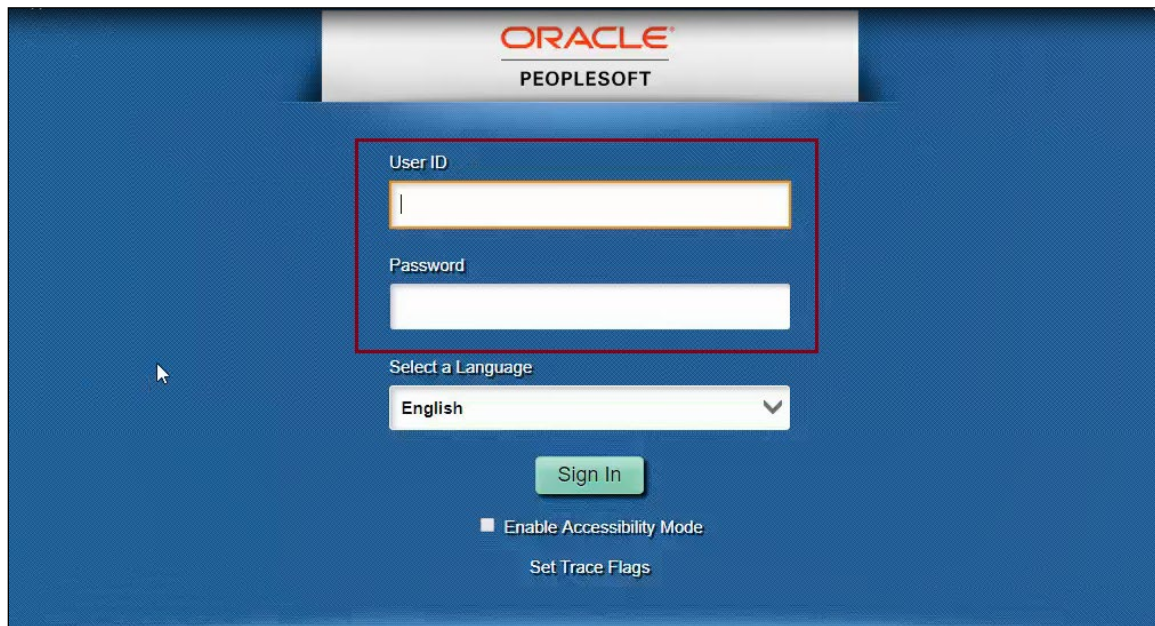 ORACLE
PEOPLESOFT
User ID
Password
Select a Language
English
Sign In
Enable Accessibility Mode
Set Trace Flags